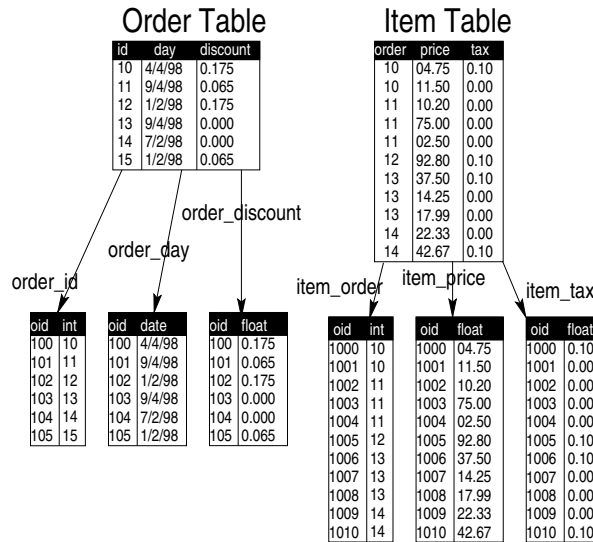 Order Table
id day discount
10 4/4/98 0.175
11 9/4/98 0.065
12 1/2/98 0.175
13 9/4/98 0.000
14 7/2/98 0.000
15 1/2/98 0.065
Item Table
order price tax
10 04.75 0.10
10 11.50 0.00
11 10.20 0.00
11 75.00 0.00
11 02.50 0.00
12 92.80 0.10
13 37.50 0.10
13 14.25 0.00
13 17.99 0.00
14 22.33 0.00
14 42.67 0.10
order_discount
order_day
order_id
item_order
item_price
item_tax
oid int
100 10
101 11
102 12
103 13
104 14
105 15
oid date
100 4/4/98
101 9/4/98
102 1/2/98
103 9/4/98
104 7/2/98
105 1/2/98
oid float
100 0.175
101 0.065
102 0.175
103 0.000
104 0.000
105 0.065
oid int
1000 10
1001 10
1002 11
1003 11
1004 11
1005 12
1006 13
1007 13
1008 13
1009 14
1010 14
oid float
1000 04.75
1001 11.50
1002 10.20
1003 75.00
1004 02.50
1005 92.80
1006 37.50
1007 14.25
1008 17.99
1009 22.33
1010 42.67
oid float
1000 0.10
1001 0.00
1002 0.00
1003 0.00
1004 0.00
1005 0.10
1006 0.10
1007 0.00
1008 0.00
1009 0.00
1010 0.10